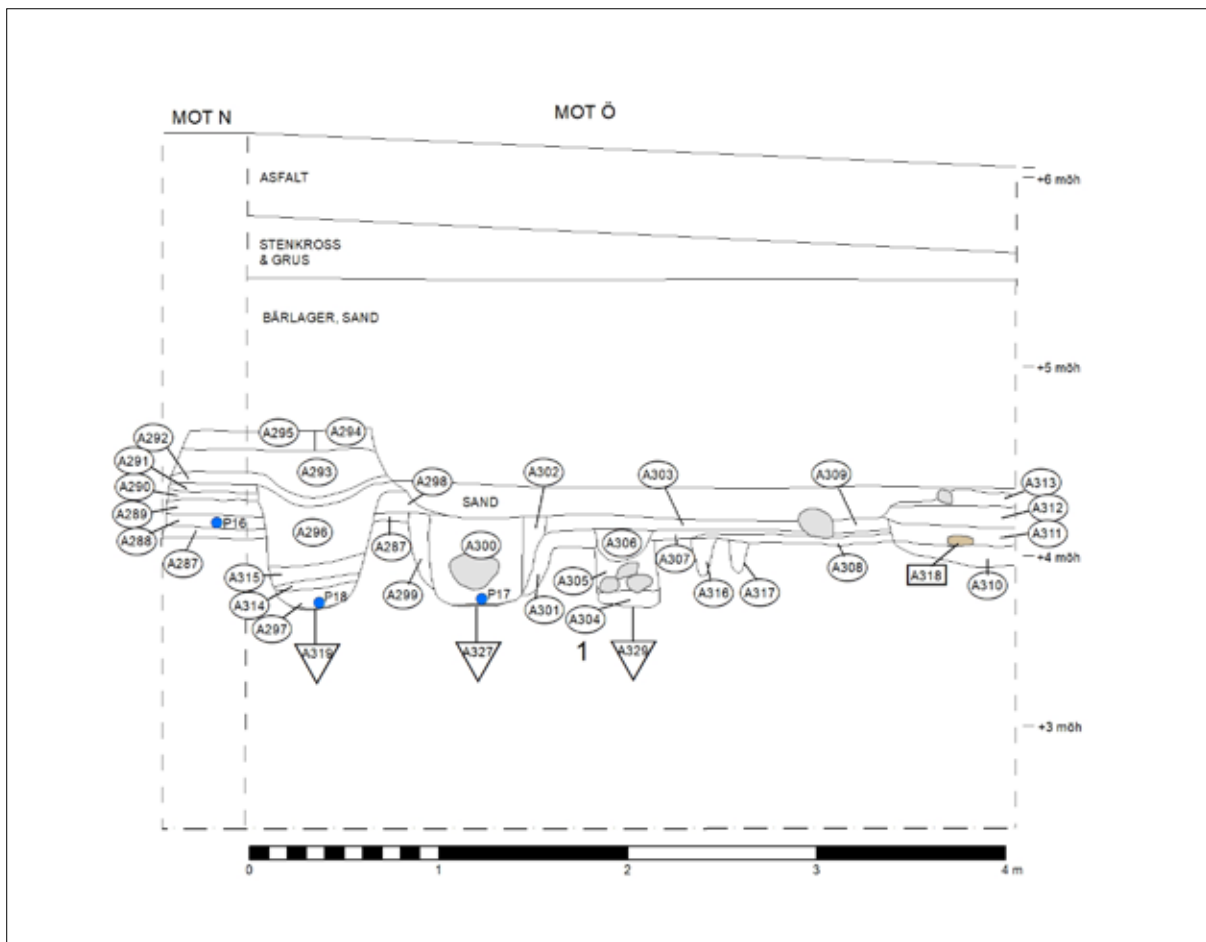 MOT N
MOT Ö
ASFALT
+6 möh
STENKROSS
& GRUS
BÄRLAGER, SAND
+5 möh
A295
A294
A292
A291
A293
A302
A303
A309
A290
A298
A313
SAND
A289
A312
P16
A296
A311
A288
A287
A287
A300
A306
A307
A308
+4 möh
A315
A299
A305
A316
A317
A318
A310
A314
P18
P17
A301
A304
A297
A319
A327
1
A329
+3 möh
0
1
2
3
4 m